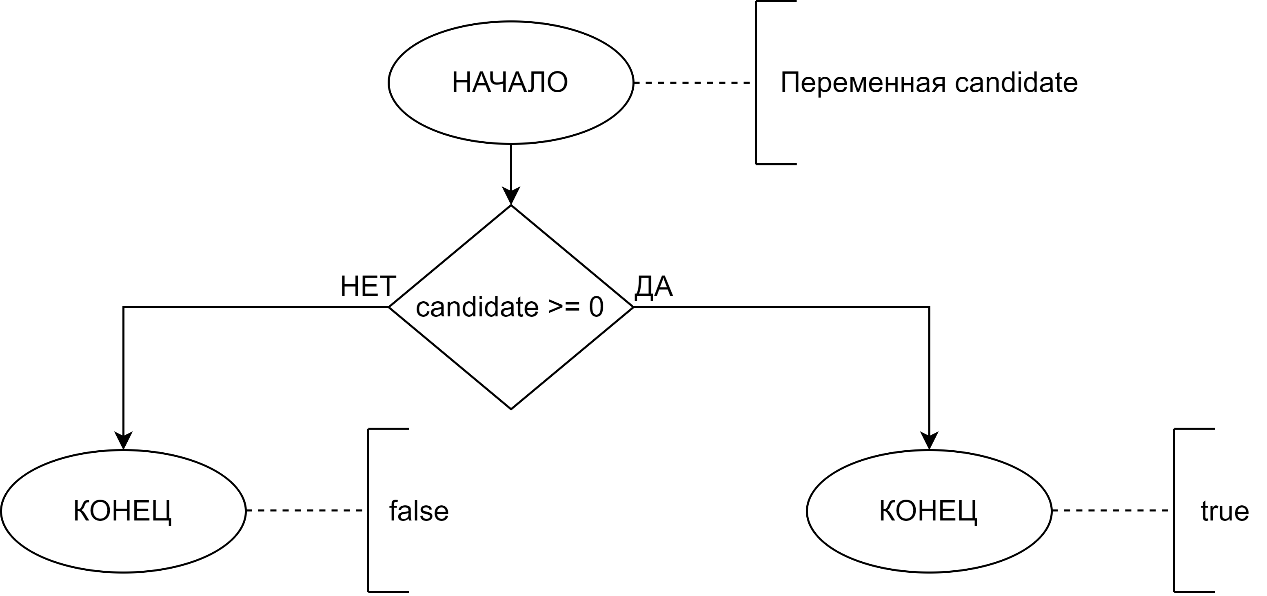 НАЧАЛО
Переменная candidate
НЕТ
candidate >= 0
ДА
КОНЕЦ
false
КОНЕЦ
true